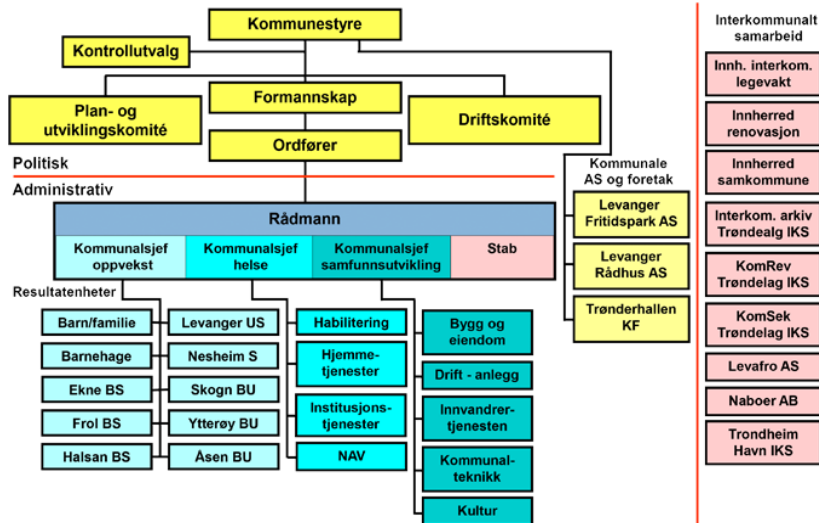 Kommunestyre
Kontrollutvalg
Plan- og
utviklingskomité
Formannskap
Driftskomité
Ordfører
Politisk
Administrativ
Rådmann
Kommunalsjef
oppvekst
Kommunalsjef
helse
Kommunalsjef
samfunnsutvikling
Stab
Resultatenheter
Barn/familie
Barnehage
Ekne BS
Frol BS
Halsan BS
Levanger US
Nesheim S
Skogn BU
Ytterøy BU
Åsen BU
Habilitering
Hjemme-
tjenester
Institusjons-
tjenester
NAV
Bygg og
eiendom
Drift - anlegg
Innvandrer-
tjenesten
Kommunal-
teknikk
Kultur
Kommunale
AS og foretak
Levanger
Fritidspark AS
Levanger
Rådhus AS
Trønderhallen
KF
Interkommunalt
samarbeid
Innh. interkom.
legevakt
Innherred
renovasjon
Innherred
samkommune
Interkom. arkiv
Trøndealg IKS
KomRev
Trøndelag IKS
KomSek
Trøndelag IKS
Levafro AS
Naboer AB
Trondheim
Havn IKS